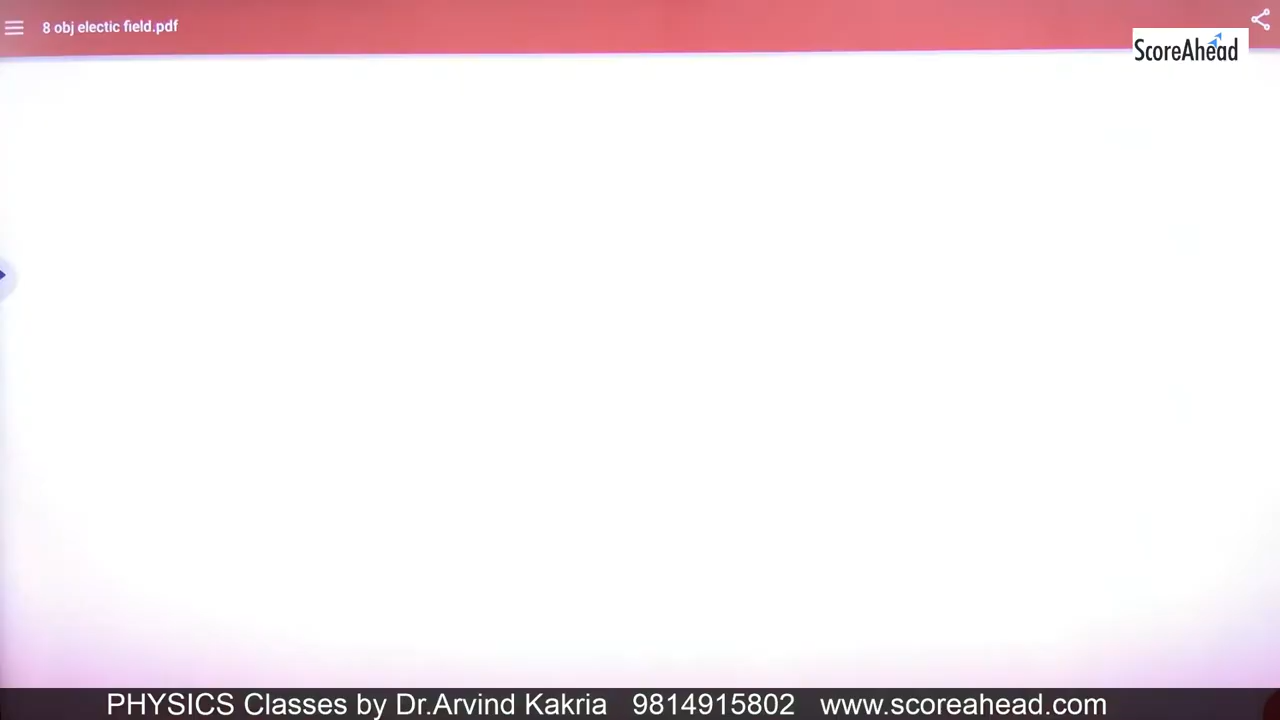 8 obj electic field.pdf
ScoreAhead
PHYSICS Classes by Dr.Arvind Kakria 9814915802 www.scoreahead.com